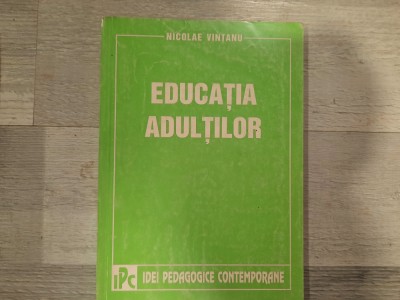 NICOLAE VINȚANU
EDUCAȚIA
ADULȚILOR
IPC IDEI PEDAGOGICE CONTEMPORANE